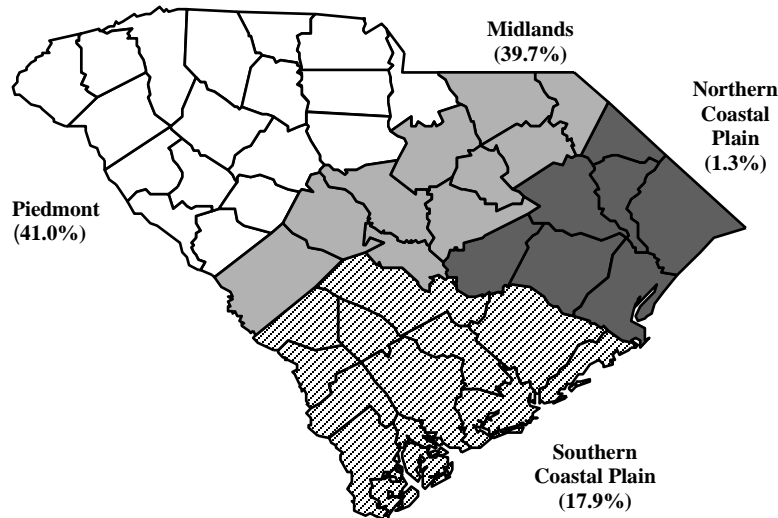 Midlands
(39.7%)
Northern
Coastal
Plain
(1.3%)
Piedmont
(41.0%)
Southern
Coastal Plain
(17.9%)